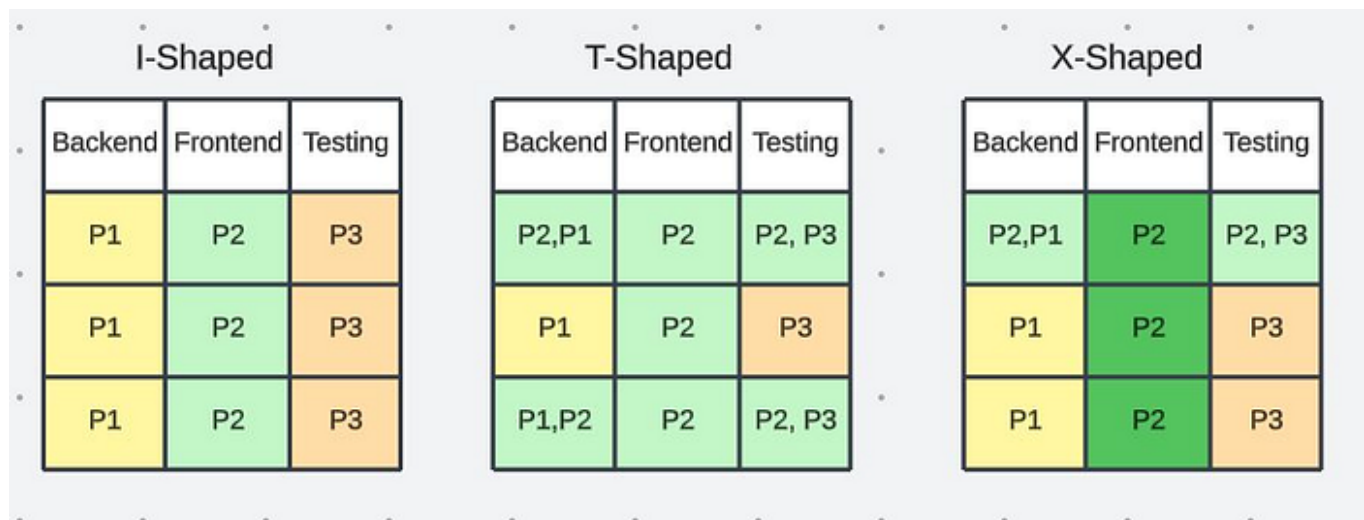 I-Shaped T-Shaped X-Shaped
Backend Frontend Testing Backend Frontend Testing Backend Frontend Testing
P1 P2 P3 P2,P1 P2 P2, P3 P2,P1 P2 P2, P3
P1 P2 P3 P1 P2 P3 P1 P2 P3
P1 P2 P3 P1,P2 P2 P2, P3 P1 P2 P3